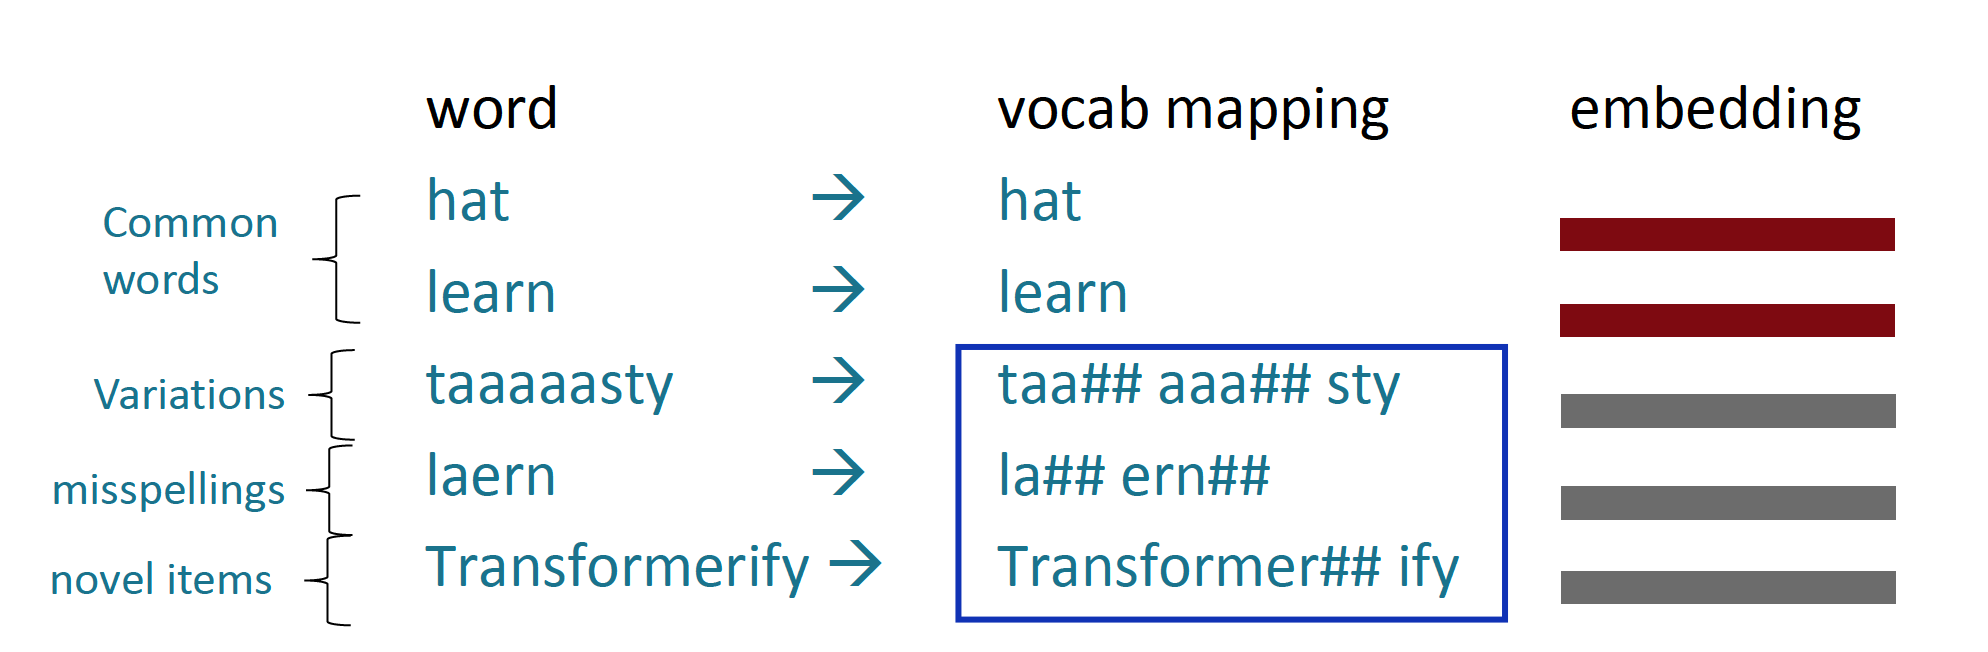 word vocab mapping embedding
Common words hat → hat
learn → learn
Variations taaaaasty → taa## aaa## sty
misspellings laern → la## ern##
novel items Transformerify → Transformer## ify